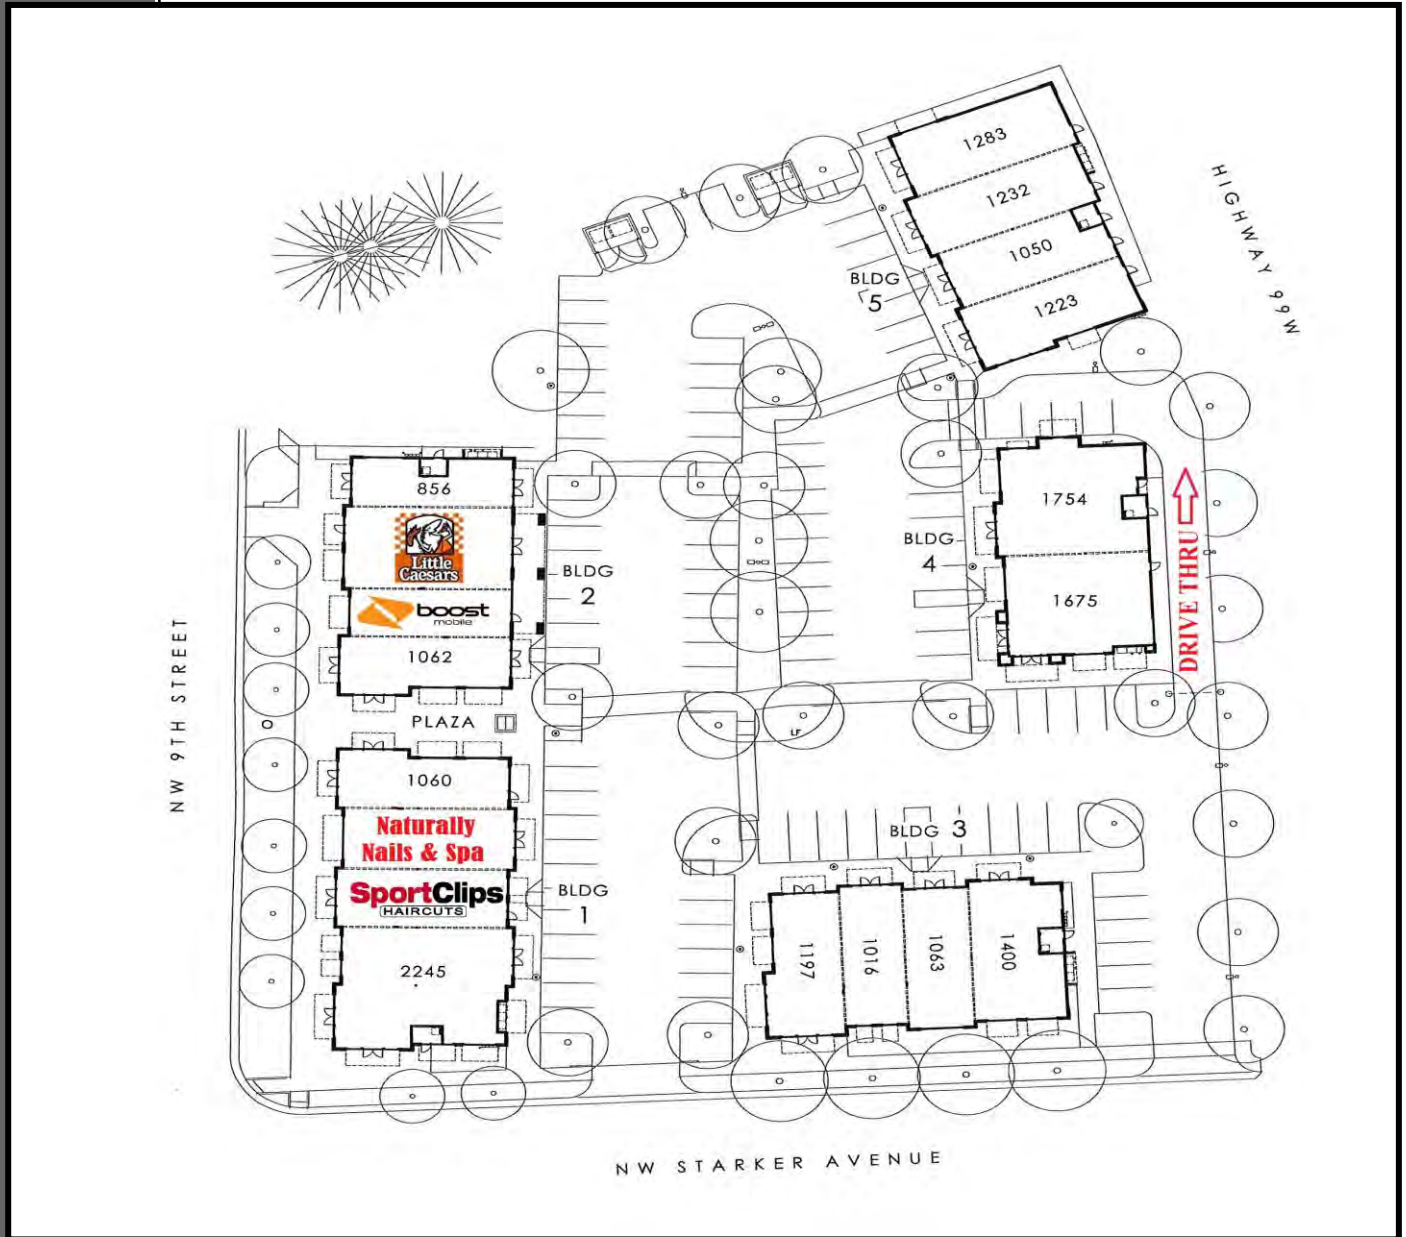 1283
1232
1050
1223
BLDG
5
HIGHWAY 99W
856
Little
Caesars
boost
mobile
1062
BLDG
2
1754
1675
BLDG
4
DRIVE THRU
NW 9TH STREET
PLAZA
LF
1060
Naturally
Nails & Spa
SportClips
HAIRCUTS
2245
BLDG
1
BLDG 3
1197
1016
1063
1400
NW STARKER AVENUE